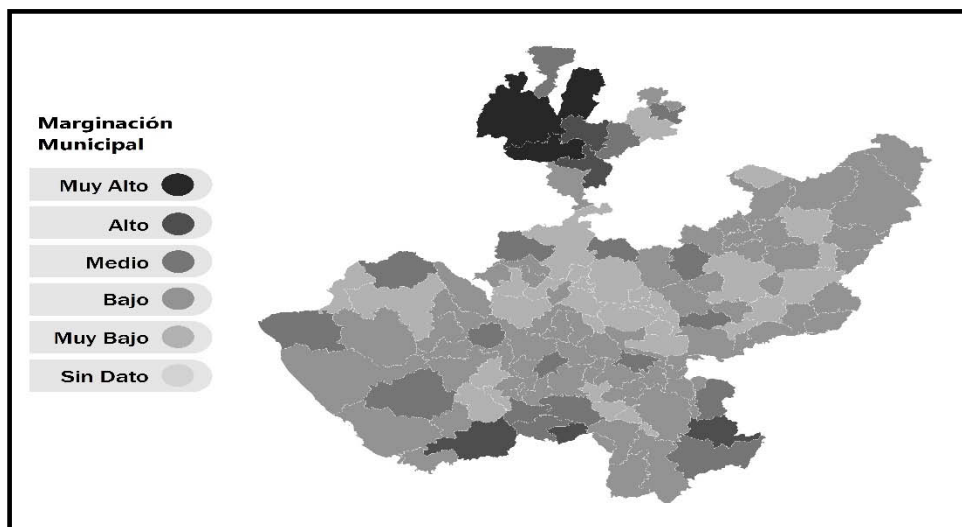 Marginación
Municipal
Muy Alto
Alto
Medio
Bajo
Muy Bajo
Sin Dato